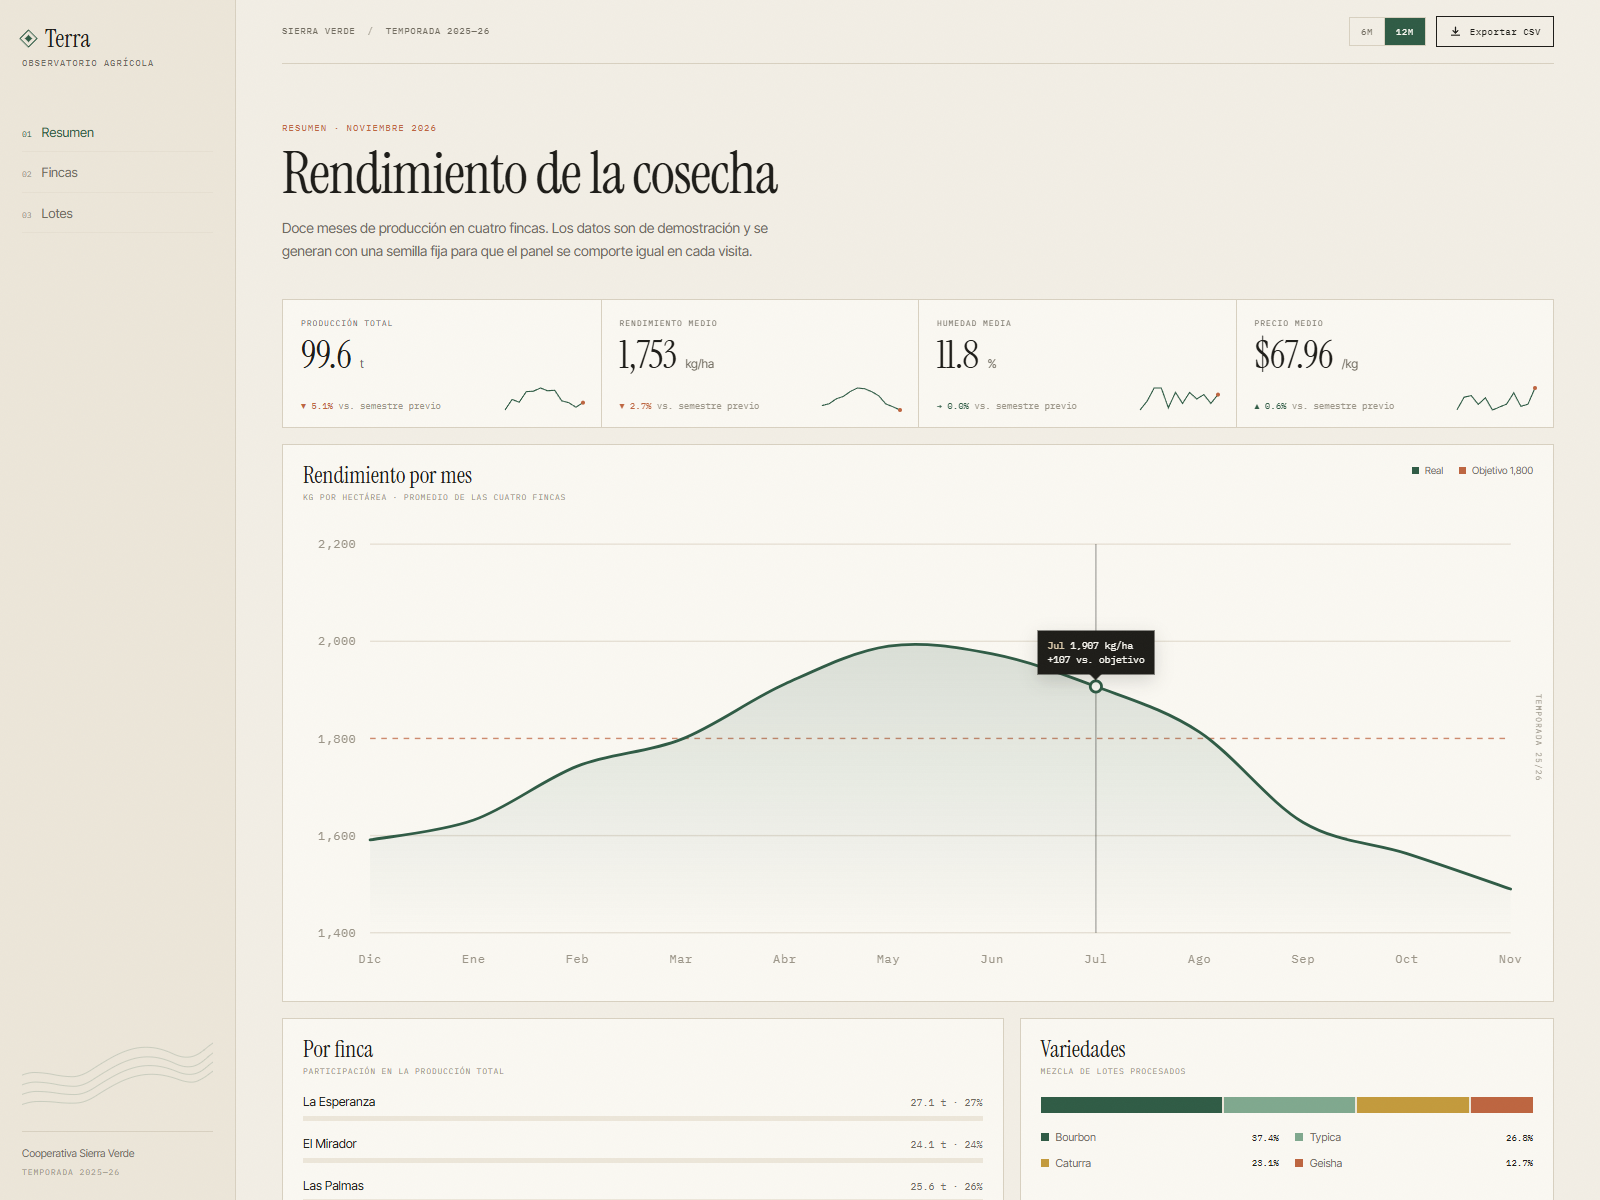 Terra
OBSERVATORIO AGRÍCOLA
01 Resumen
02 Fincas
03 Lotes
Cooperativa Sierra Verde
TEMPORADA 2025—26
SIERRA VERDE / TEMPORADA 2025—26
6M 12M Exportar CSV
RESUMEN · NOVIEMBRE 2026
Rendimiento de la cosecha
Doce meses de producción en cuatro fincas. Los datos son de demostración y se
generan con una semilla fija para que el panel se comporte igual en cada visita.
PRODUCCIÓN TOTAL
99.6 t
▼ 5.1% vs. semestre previo
RENDIMIENTO MEDIO
1,753 kg/ha
▼ 2.7% vs. semestre previo
HUMEDAD MEDIA
11.8 %
→ 0.0% vs. semestre previo
PRECIO MEDIO
$67.96 /kg
▲ 0.6% vs. semestre previo
Rendimiento por mes
KG POR HECTÁREA · PROMEDIO DE LAS CUATRO FINCAS
Real Objetivo 1,800
2,200
2,000
1,800
1,600
1,400
Jul 1,907 kg/ha
+107 vs. objetivo
TEMPORADA 25/26
Dic Ene Feb Mar Abr May Jun Jul Ago Sep Oct Nov
Por finca
PARTICIPACIÓN EN LA PRODUCCIÓN TOTAL
La Esperanza 27.1 t · 27%
El Mirador 24.1 t · 24%
Las Palmas 25.6 t · 26%
Variedades
MEZCLA DE LOTES PROCESADOS
Bourbon 37.4% Typica 26.8%
Caturra 23.1% Geisha 12.7%